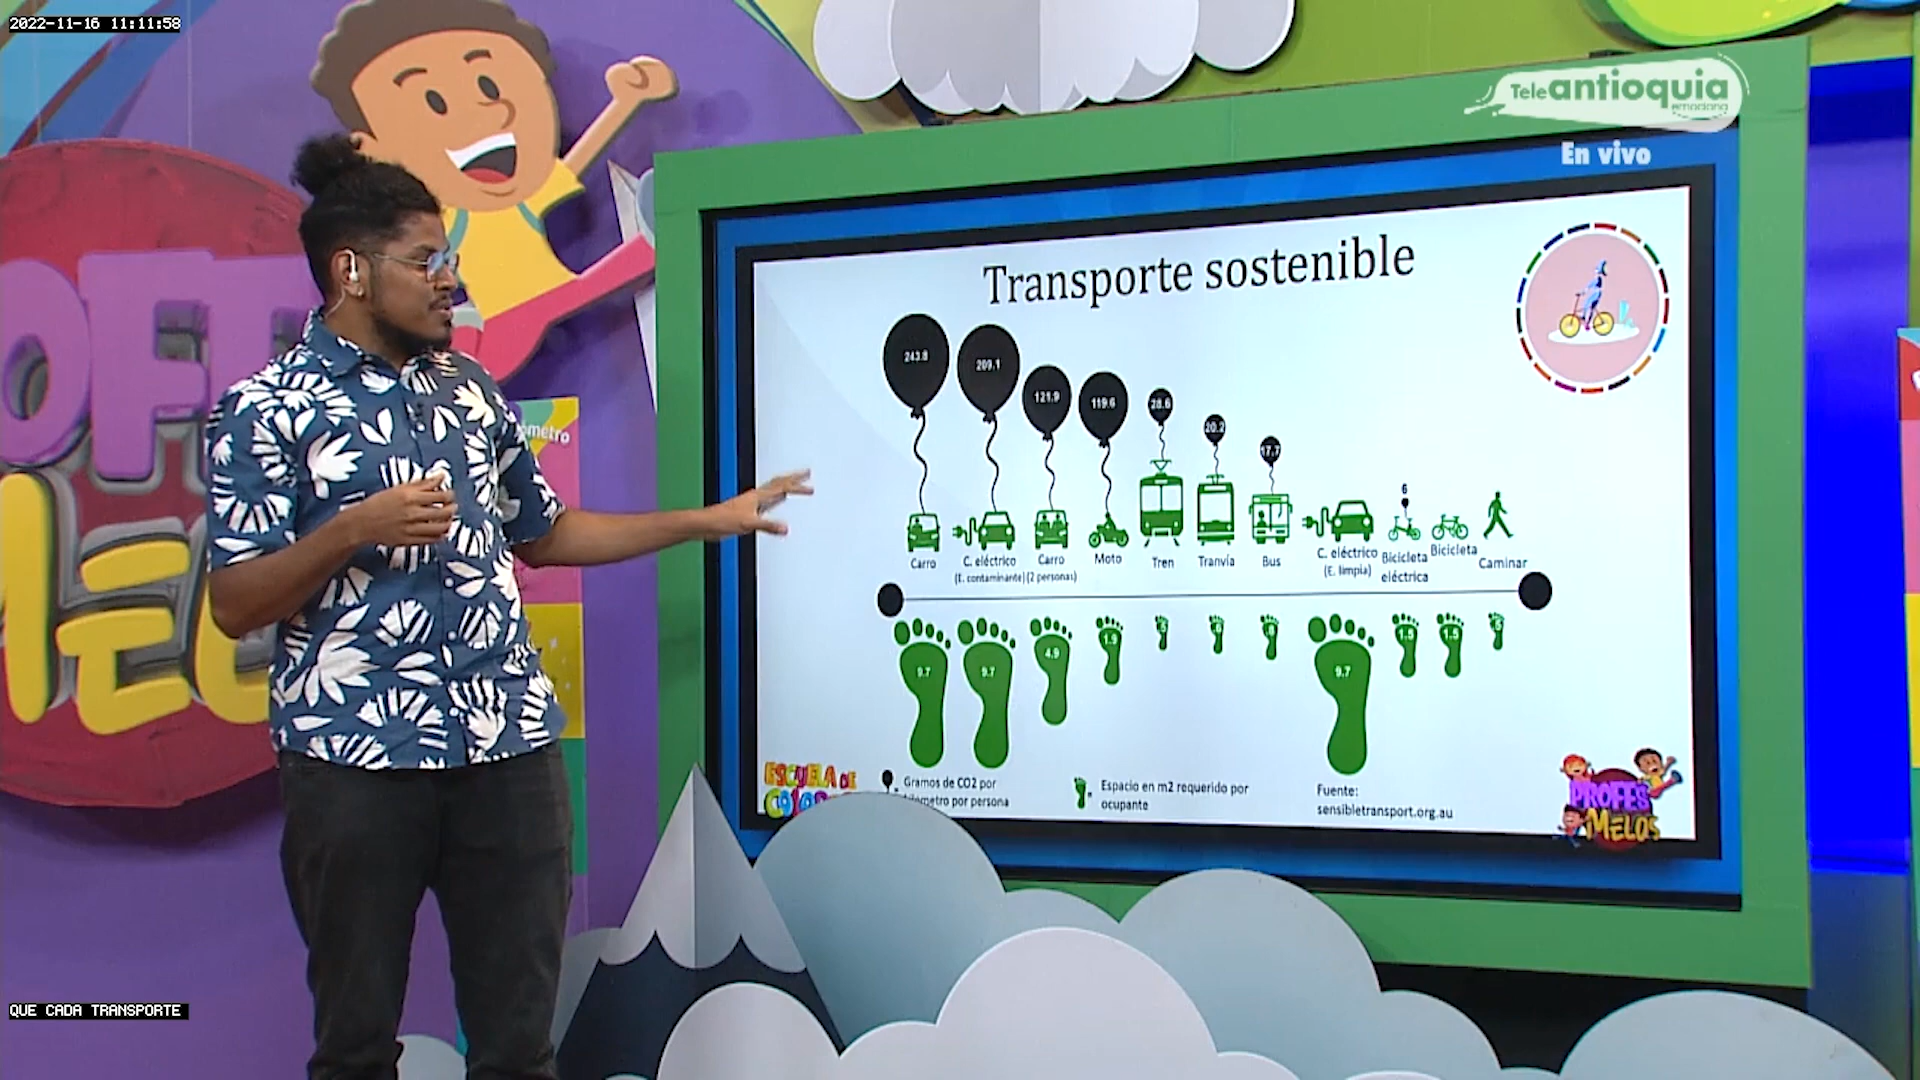 2022-11-16 11:11:58
Teleantioquia
emociona
En vivo
Transporte sostenible
243.8
209.1
121.9
119.6
28.6
20.2
17.7
6
Carro
C. eléctrico
(E. contaminante)
Carro
(2 personas)
Moto
Tren
Tranvía
Bus
C. eléctrico
(E. limpia)
Bicicleta
eléctrica
Bicicleta
Caminar
9.7
9.7
4.9
1.9
9.7
1.5
1.5
Gramos de CO2 por
kilometro por persona
Espacio en m2 requerido por
ocupante
Fuente:
sensibletransport.org.au
ESCUELA DE
PROFES
MELOS
QUE CADA TRANSPORTE